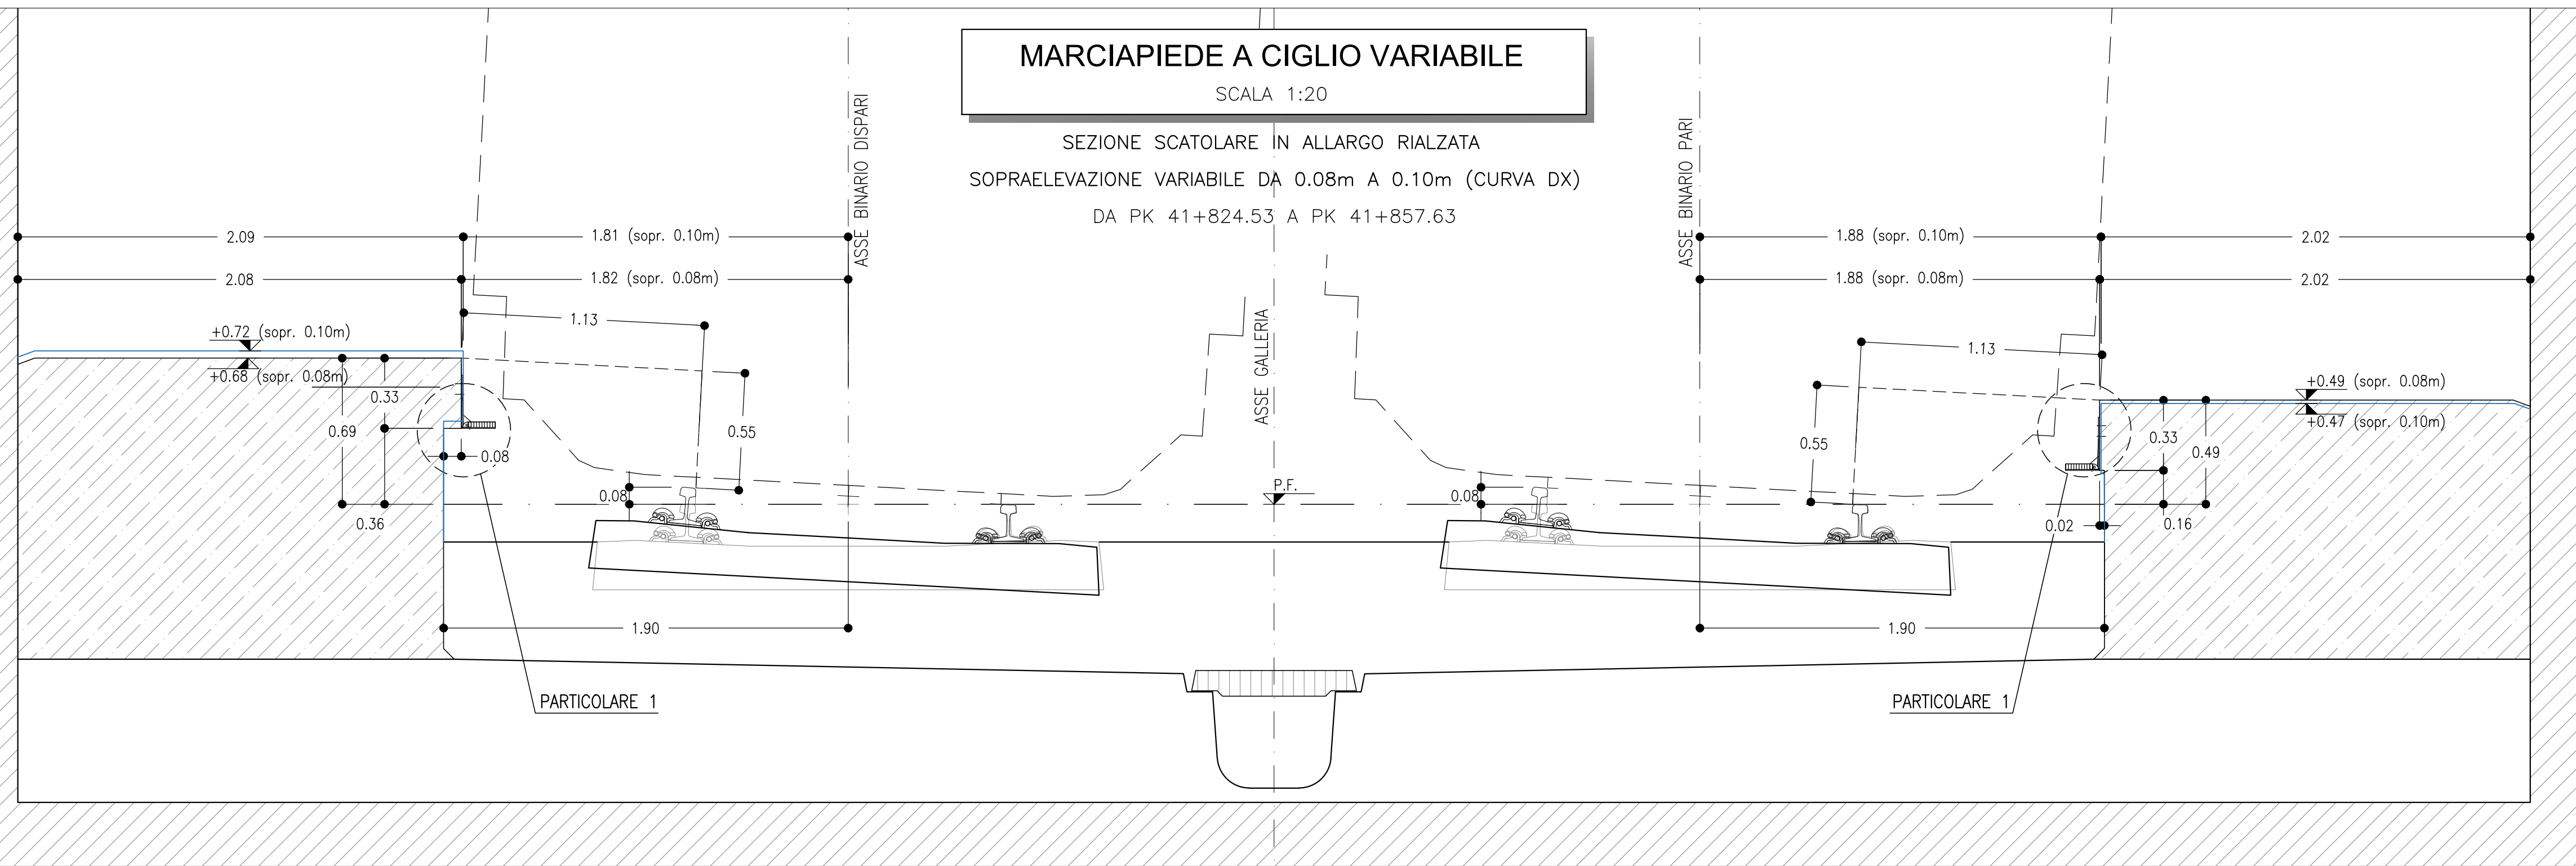 MARCIAPIEDE A CIGLIO VARIABILE
SCALA 1:20
SEZIONE SCATOLARE IN ALLARGO RIALZATA
SOPRAELEVAZIONE VARIABILE DA 0.08m A 0.10m (CURVA DX)
DA PK 41+824.53 A PK 41+857.63
ASSE BINARIO DISPARI
ASSE BINARIO PARI
ASSE GALLERIA
2.09
1.81 (sopr. 0.10m)
1.88 (sopr. 0.10m)
2.02
2.08
1.82 (sopr. 0.08m)
1.88 (sopr. 0.08m)
2.02
1.13
1.13
+0.72 (sopr. 0.10m)
+0.68 (sopr. 0.08m)
0.33
0.69
0.08
0.36
0.55
0.08
P.F.
0.08
0.55
+0.49 (sopr. 0.08m)
+0.47 (sopr. 0.10m)
0.33
0.49
0.02
0.16
1.90
1.90
PARTICOLARE 1
PARTICOLARE 1